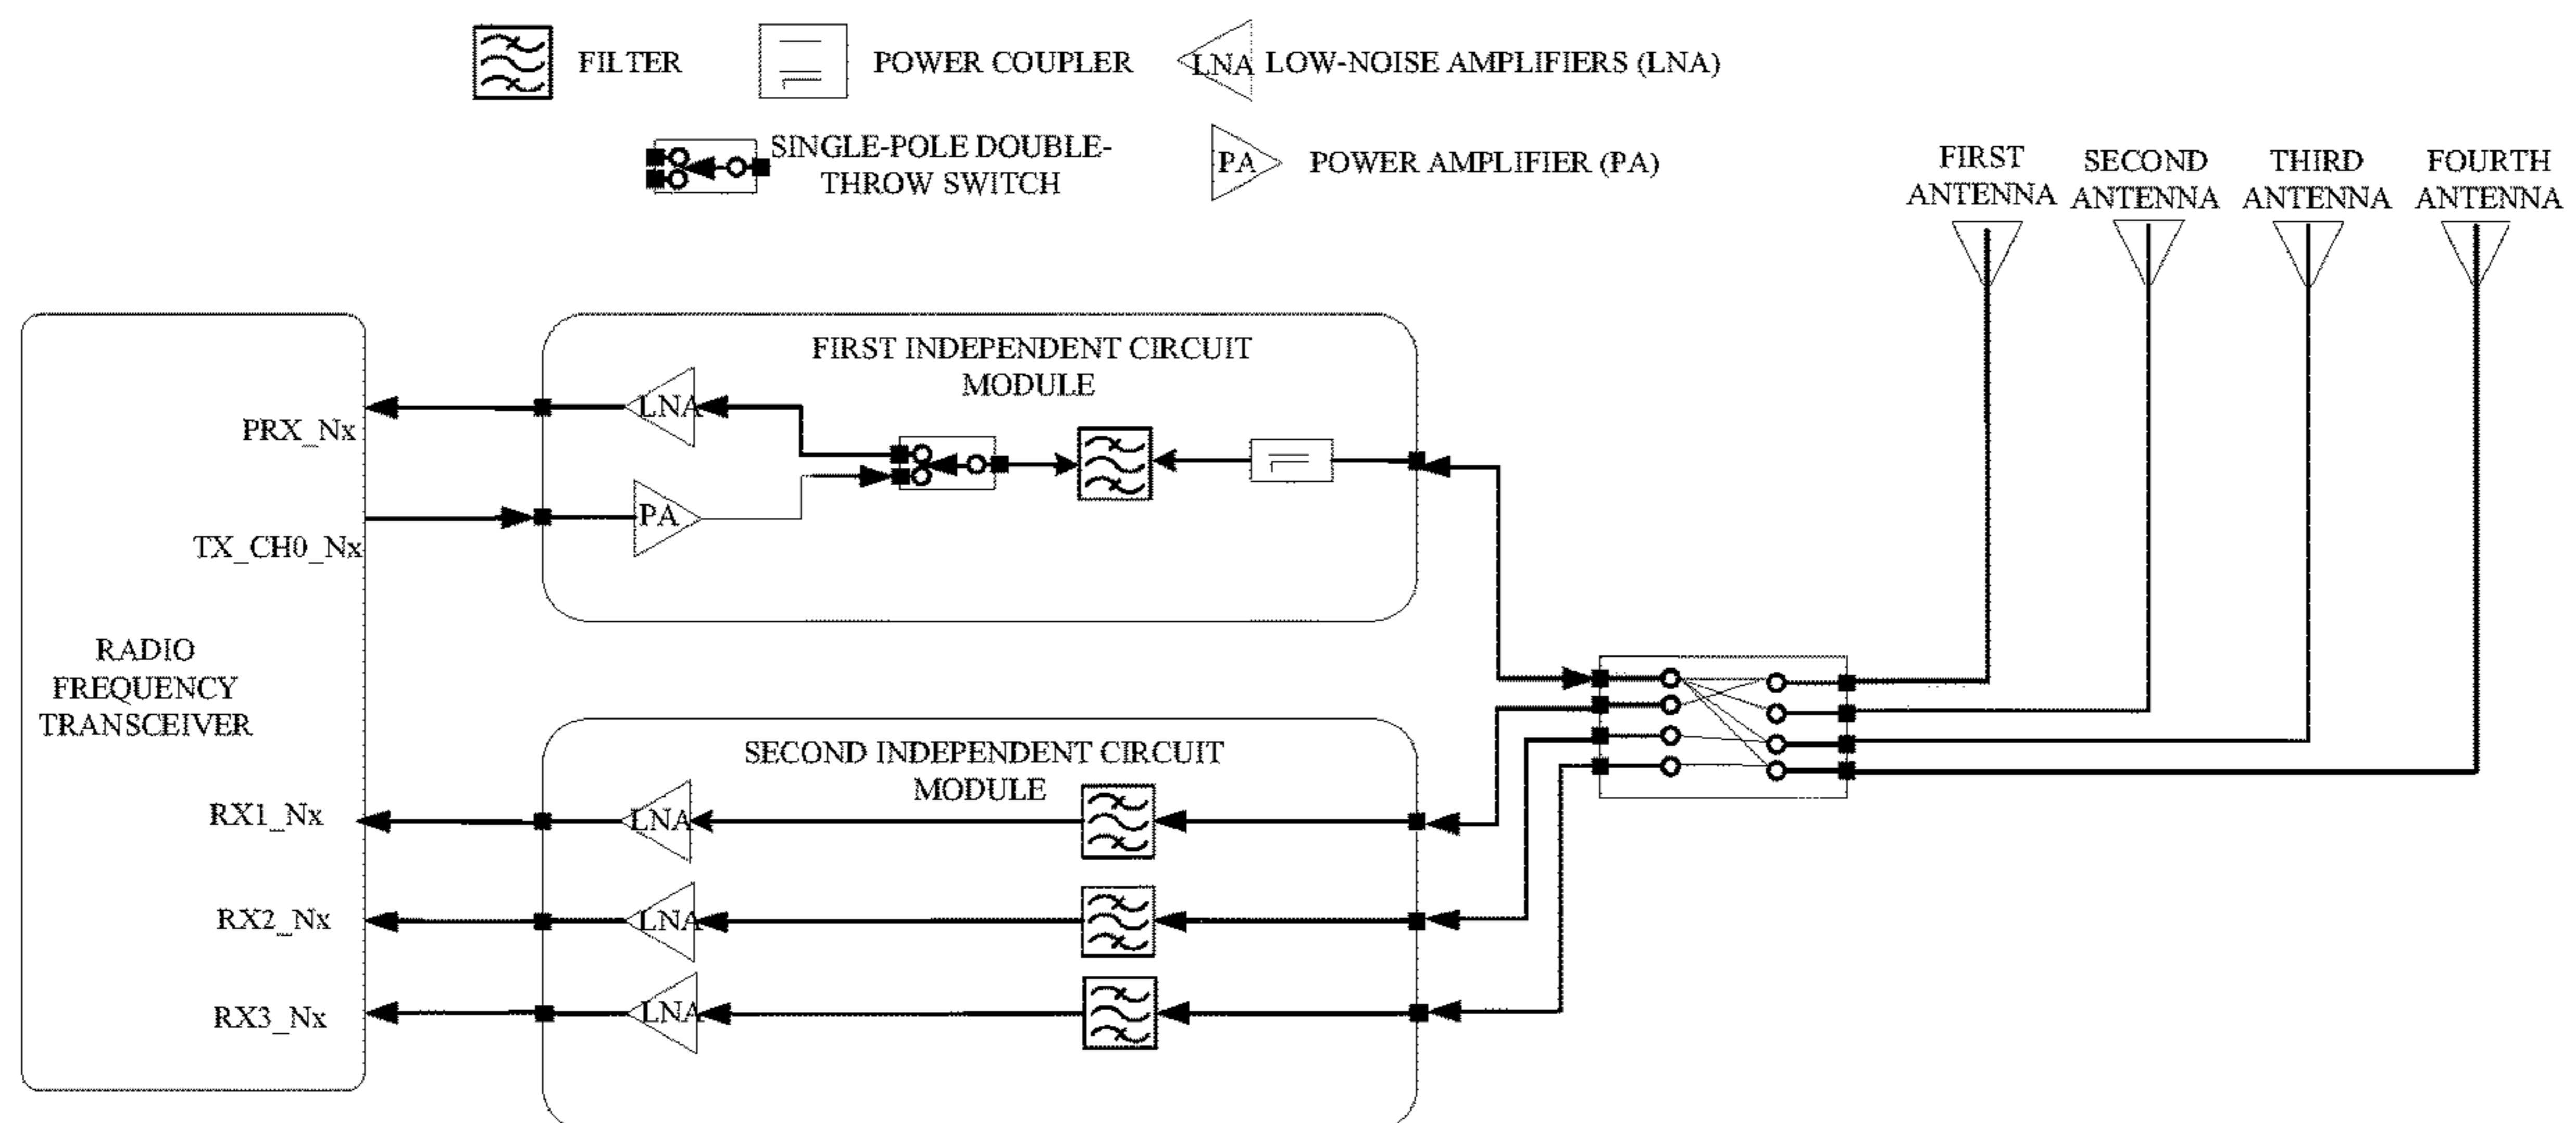 FILTER
POWER COUPLER
LNA
LOW-NOISE AMPLIFIERS (LNA)
SINGLE-POLE DOUBLE-
THROW SWITCH
PA
POWER AMPLIFIER (PA)
FIRST
ANTENNA
SECOND
ANTENNA
THIRD
ANTENNA
FOURTH
ANTENNA
FIRST INDEPENDENT CIRCUIT
MODULE
LNA
PRX_Nx
PA
TX_CH0_Nx
RADIO
FREQUENCY
TRANSCEIVER
SECOND INDEPENDENT CIRCUIT
MODULE
RX1_Nx
LNA
RX2_Nx
LNA
RX3_Nx
LNA